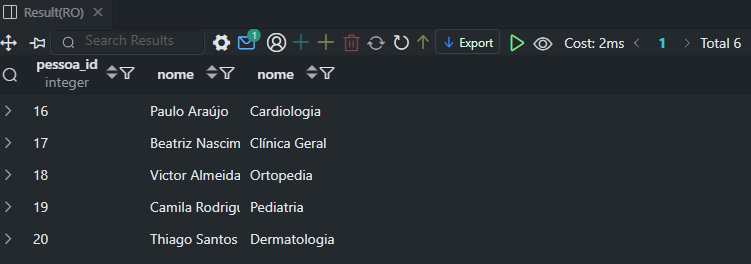 Result(RO)
Search Results 1 Export Cost: 2ms 1 Total 6
pessoa_id nome nome
integer
16 Paulo Araújo Cardiologia
17 Beatriz Nascim Clínica Geral
18 Victor Almeida Ortopedia
19 Camila Rodrigu Pediatria
20 Thiago Santos Dermatologia